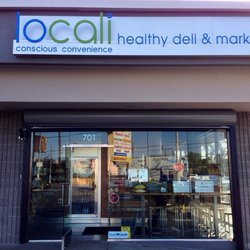 locali
conscious convenience
healthy deli & mark
701